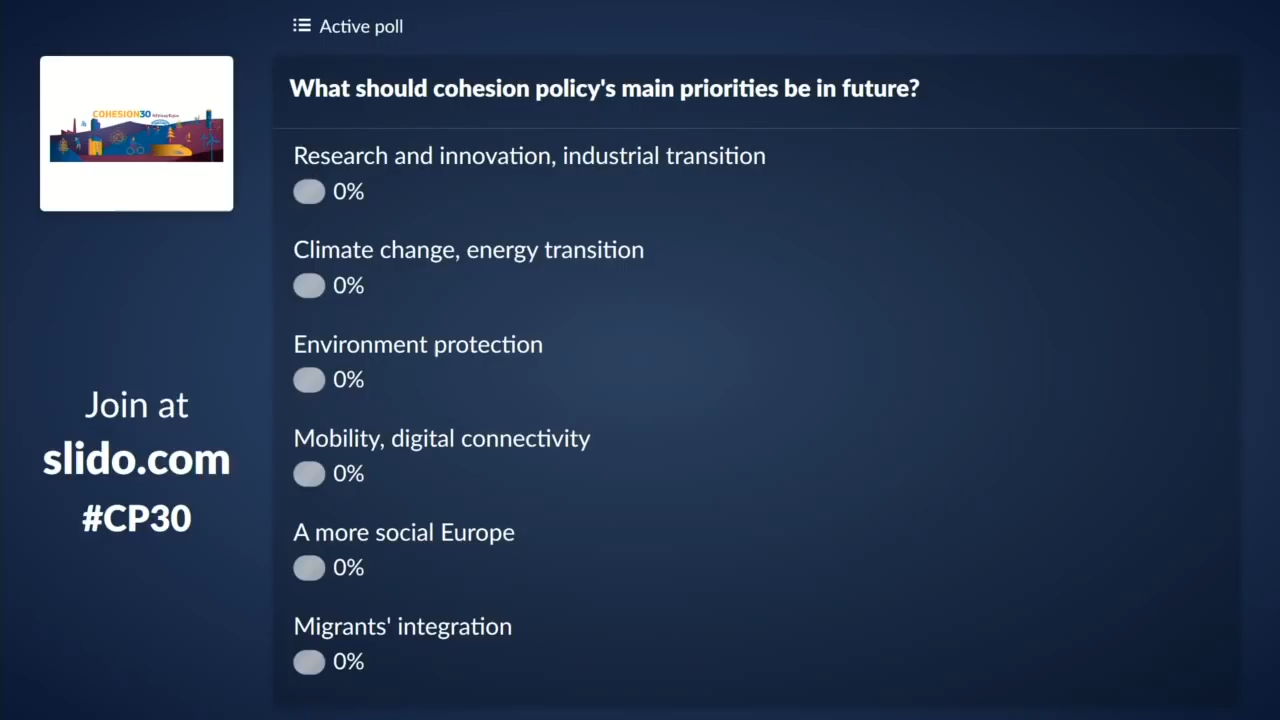 Active poll
COHESION30
What should cohesion policy's main priorities be in future?
Research and innovation, industrial transition
0%
Climate change, energy transition
0%
Environment protection
0%
Mobility, digital connectivity
0%
A more social Europe
0%
Migrants' integration
0%
Join at
slido.com
#CP30